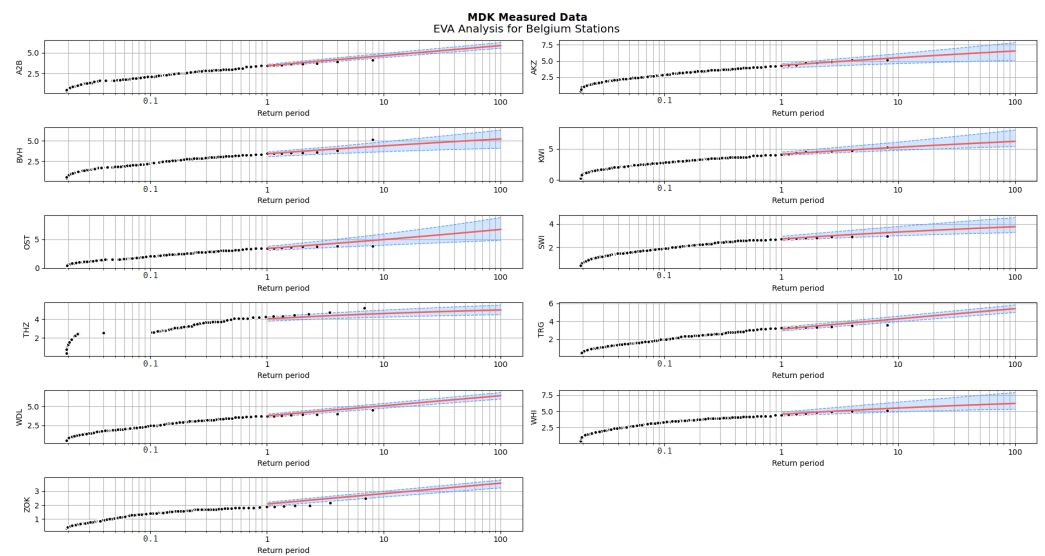 MDK Measured Data
EVA Analysis for Belgium Stations
A2B
5.0
2.5
0.1
1
10
100
Return period
AKZ
7.5
5.0
2.5
0.1
1
10
100
Return period
BVH
5.0
2.5
0.1
1
10
100
Return period
KWI
5
0
0.1
1
10
100
Return period
OST
5
0
0.1
1
10
100
Return period
SWI
4
2
0.1
1
10
100
Return period
THZ
4
2
0.1
1
10
100
Return period
TRG
6
4
2
0.1
1
10
100
Return period
WDL
5.0
2.5
0.1
1
10
100
Return period
WHI
7.5
5.0
2.5
0.1
1
10
100
Return period
ZOK
3
2
1
0.1
1
10
100
Return period